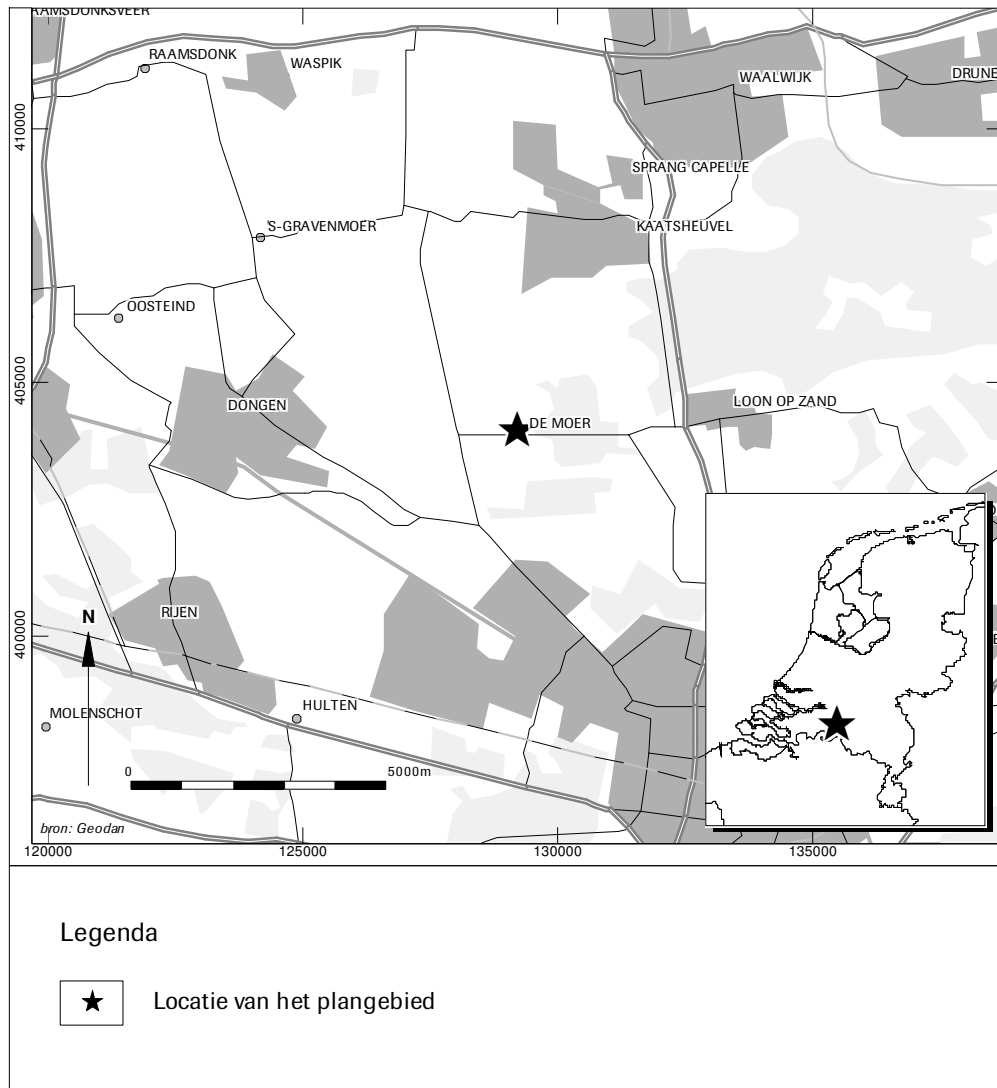 RAAMSDONKSVEER
RAAMSDONK
WASPIK
WAALWIJK
DRUNE
410000
SPRANG CAPELLE
'S-GRAVENMOER
KAATSHEUVEL
OOSTEIND
405000
DONGEN
LOON OP ZAND
DE MOER
400000
RIJEN
N
MOLENSCHOT
HULTEN
0
5000m
bron: Geodan
120000
125000
130000
135000
Legenda
Locatie van het plangebied